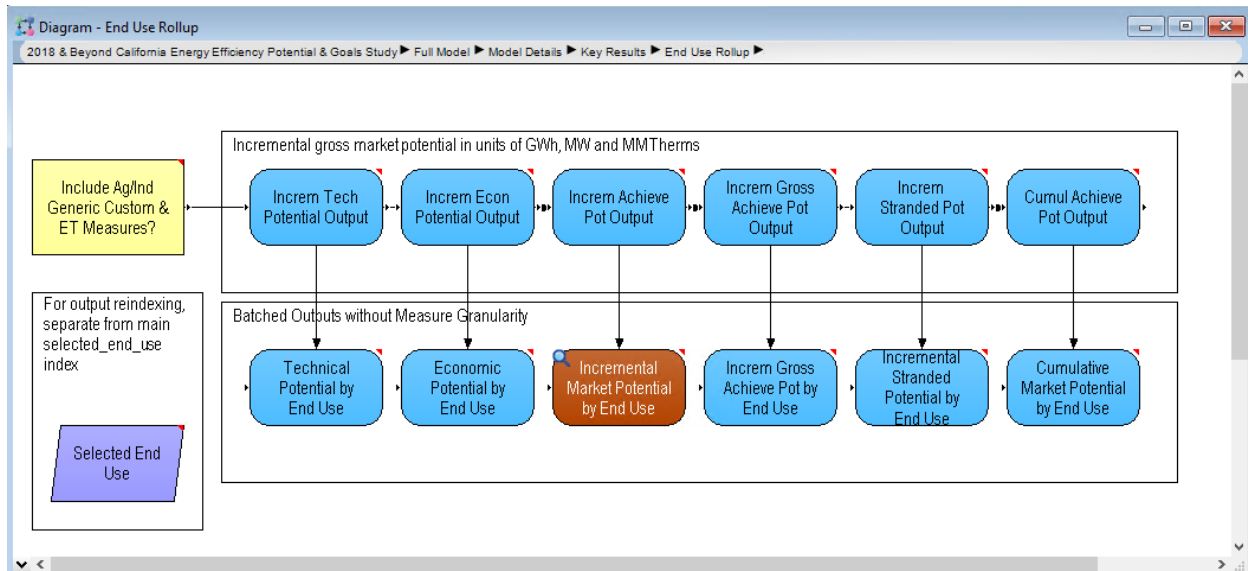 Diagram - End Use Rollup
2018 & Beyond California Energy Efficiency Potential & Goals Study ► Full Model ► Model Details ► Key Results ► End Use Rollup ►
Include Ag/Ind
Generic Custom &
ET Measures?
Incremental gross market potential in units of GWh, MW and MMTherms
Increm Tech
Potential Output
Increm Econ
Potential Output
Increm Achieve
Pot Output
Increm Gross
Achieve Pot
Output
Increm
Stranded Pot
Output
Cumul Achieve
Pot Output
For output reindexing,
separate from main
selected_end_use
index
Selected End
Use
Batched Outputs without Measure Granularity
Technical
Potential by
End Use
Economic
Potential by
End Use
Incremental
Market Potential
by End Use
Increm Gross
Achieve Pot by
End Use
Incremental
Stranded
Potential by
End Use
Cumulative
Market Potential
by End Use